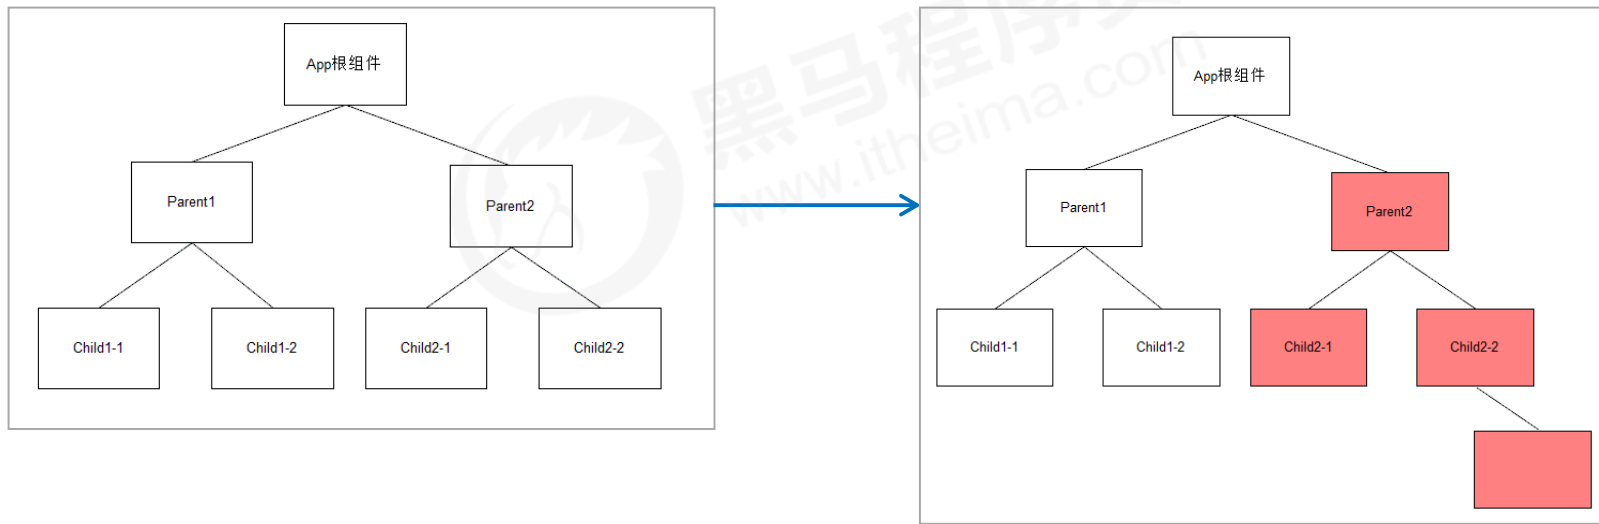 App根组件
Parent1
Parent2
Child1-1
Child1-2
Child2-1
Child2-2
黑马程序员
www.itheima.com
App根组件
Parent1
Parent2
Child1-1
Child1-2
Child2-1
Child2-2